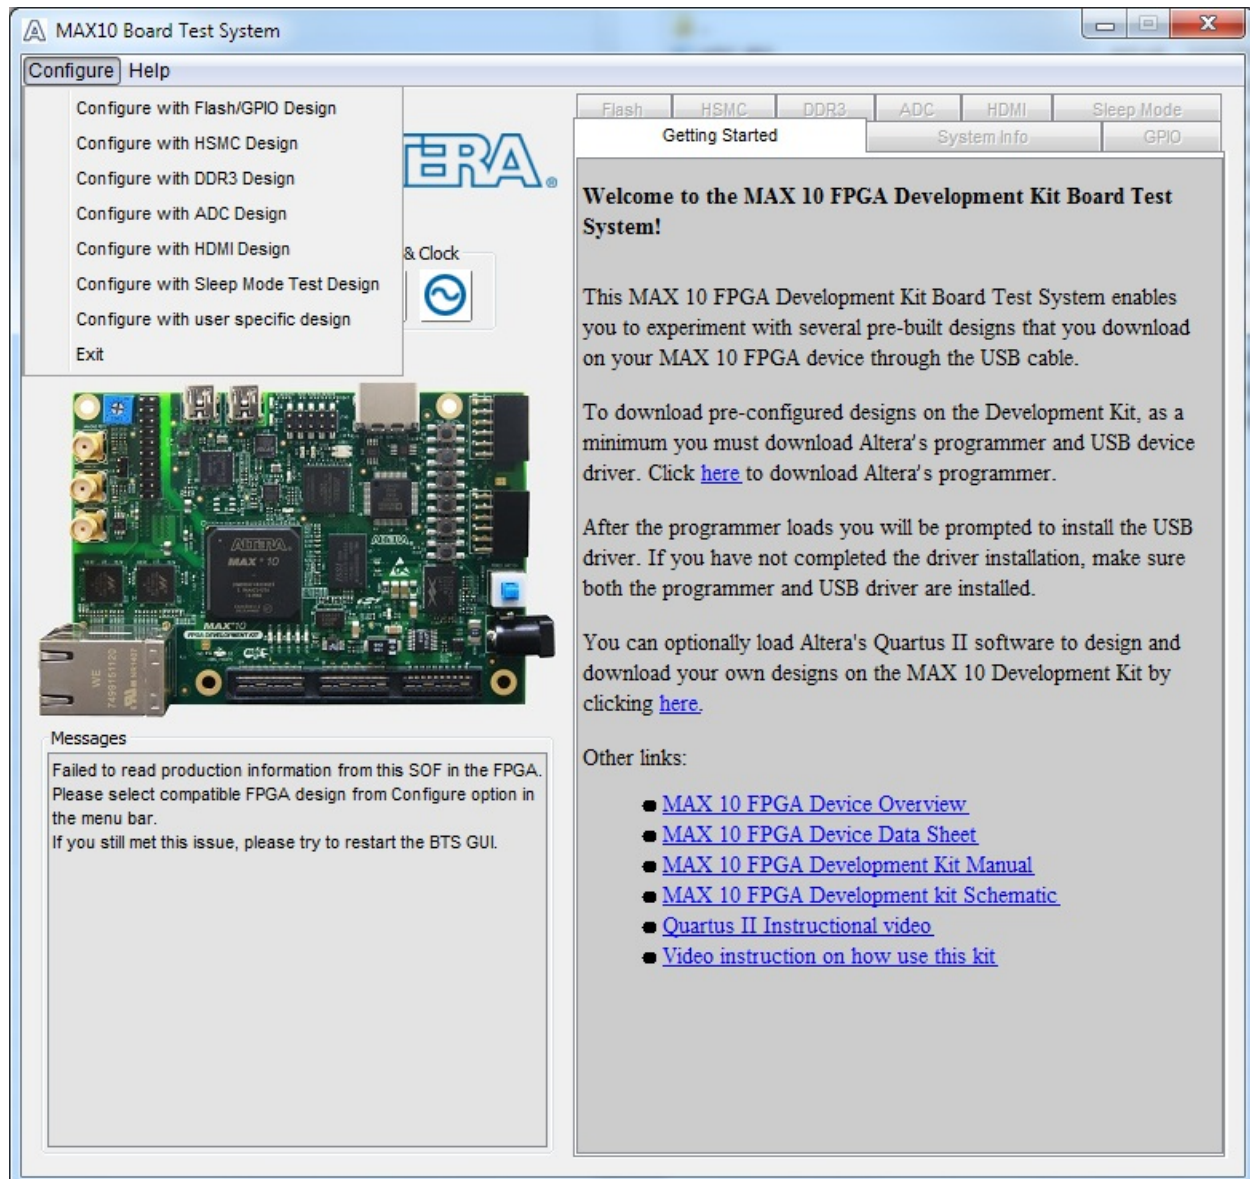 MAX10 Board Test System
Configure Help
Configure with Flash/GPIO Design
Configure with HSMC Design
Configure with DDR3 Design
Configure with ADC Design
Configure with HDMI Design
Configure with Sleep Mode Test Design
Configure with user specific design
Exit
& Clock
ALTERA
MAX 10
MAX 10
FPGA DEVELOPMENT KIT
WE
7499151120
Messages
Failed to read production information from this SOF in the FPGA.
Please select compatible FPGA design from Configure option in
the menu bar.
If you still met this issue, please try to restart the BTS GUI.
Flash HSMC DDR3 ADC HDMI Sleep Mode
Getting Started System Info GPIO
Welcome to the MAX 10 FPGA Development Kit Board Test
System!
This MAX 10 FPGA Development Kit Board Test System enables
you to experiment with several pre-built designs that you download
on your MAX 10 FPGA device through the USB cable.
To download pre-configured designs on the Development Kit, as a
minimum you must download Altera's programmer and USB device
driver. Click here to download Altera's programmer.
After the programmer loads you will be prompted to install the USB
driver. If you have not completed the driver installation, make sure
both the programmer and USB driver are installed.
You can optionally load Altera's Quartus II software to design and
download your own designs on the MAX 10 Development Kit by
clicking here.
Other links:
MAX 10 FPGA Device Overview
MAX 10 FPGA Device Data Sheet
MAX 10 FPGA Development Kit Manual
MAX 10 FPGA Development kit Schematic
Quartus II Instructional video
Video instruction on how use this kit